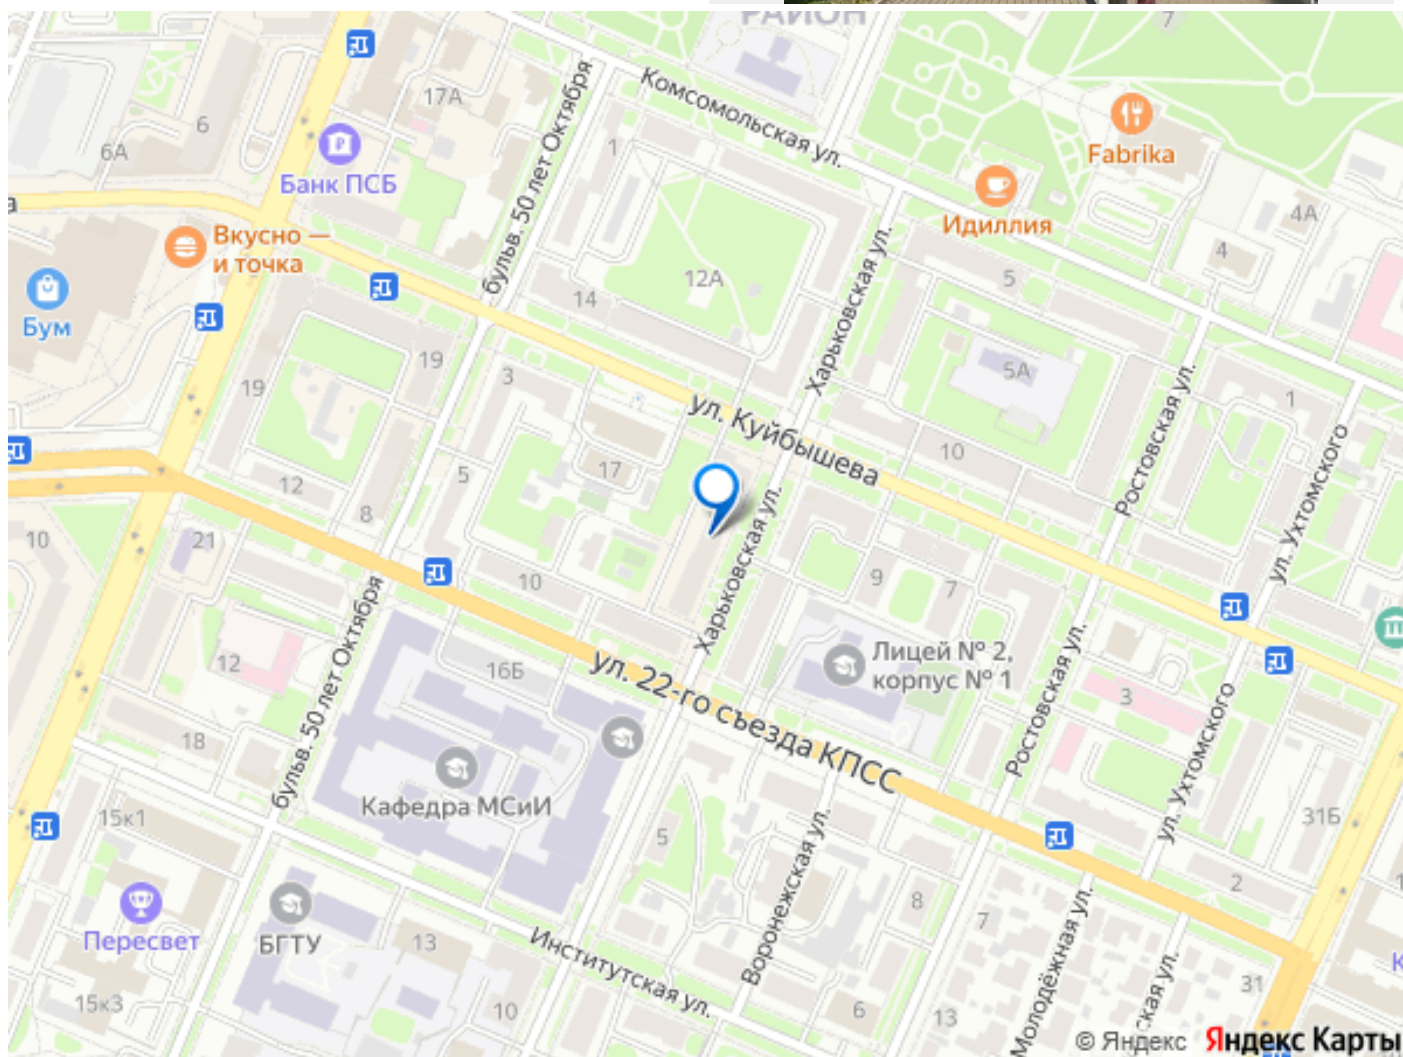 РАЙОН
7
Комсомольская ул.
бульв. 50 лет Октября
17А
6
6А
1
Банк ПСБ
Fabrika
Идиллия
4А
4
а
Вкусно —
и точка
Бум
12А
14
5
Харьковская ул.
5А
19
19
3
1
ул. Куйбышева
Ростовская ул.
ул. Ухтомского
10
17
5
12
8
10
21
Харьковская ул.
10
9
7
бульв. 50 лет Октября
12
16Б
ул. 22-го съезда КПСС
Лицей № 2,
корпус № 1
Ростовская ул.
3
ул. Ухтомского
18
Кафедра МСиИ
15к1
5
31Б
Воронежская ул.
2
8
7
Пересвет
БГТУ
13
Институтская ул.
Молодёжная ул.
ская ул.
31
15к3
10
6
13
© Яндекс Яндекс Карты